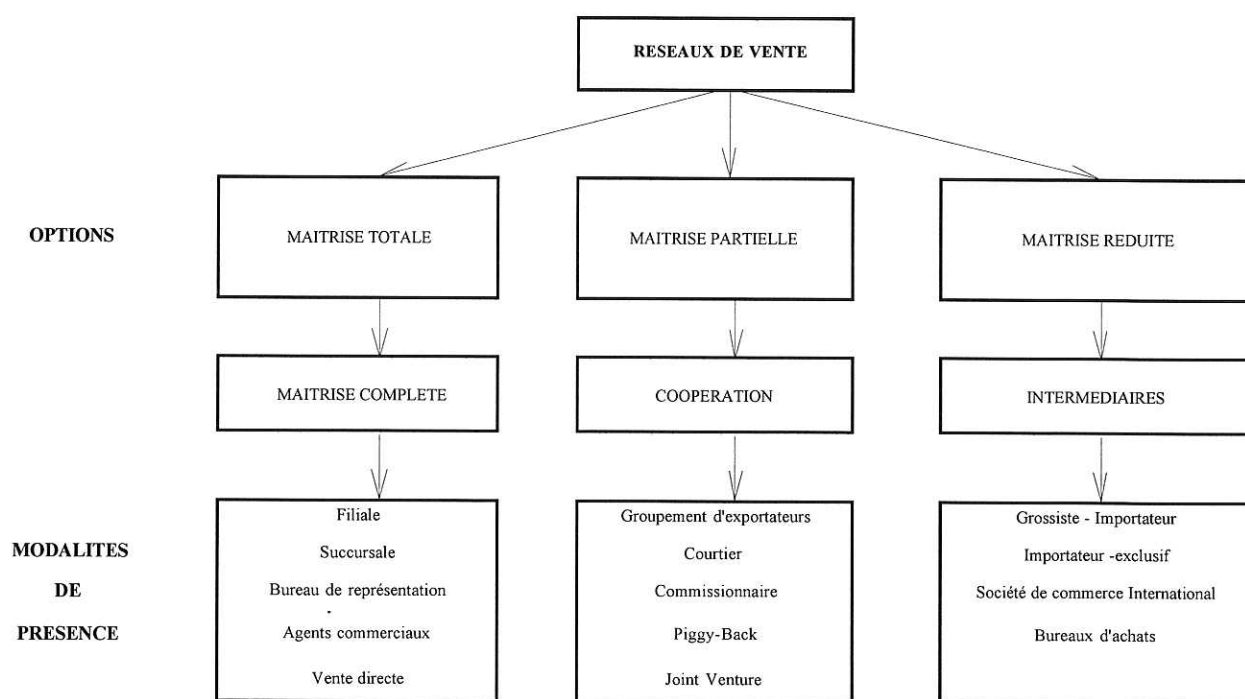 RESEAUX DE VENTE
OPTIONS
MAITRISE TOTALE
MAITRISE PARTIELLE
MAITRISE REDUITE
MAITRISE COMPLETE
COOPERATION
INTERMEDIAIRES
MODALITES
DE
PRESENCE
Filiale
Succursale
Bureau de représentation
Agents commerciaux
Vente directe
Groupement d'exportateurs
Courtier
Commissionnaire
Piggy-Back
Joint Venture
Grossiste - Importateur
Importateur -exclusif
Société de commerce International
Bureaux d'achats